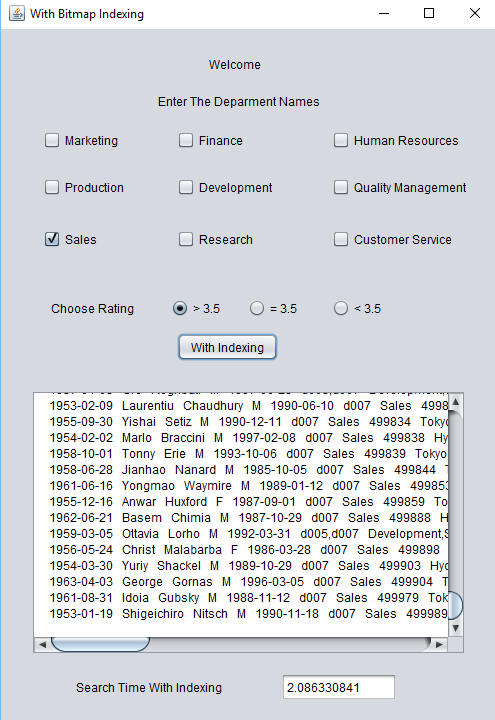 With Bitmap Indexing
Welcome
Enter The Deparment Names
Marketing Finance Human Resources
Production Development Quality Management
Sales Research Customer Service
Choose Rating > 3.5 = 3.5 < 3.5
With Indexing
1953-02-09 Laurentiu Chaudhury M 1990-06-10 d007 Sales 4998
1955-09-30 Yishai Setiz M 1990-12-11 d007 Sales 499834 Tokyo
1954-02-02 Marlo Braccini M 1997-02-08 d007 Sales 499838 Hy
1958-10-01 Tonny Erie M 1993-10-06 d007 Sales 499839 Tokyo
1958-06-28 Jianhao Nanard M 1985-10-05 d007 Sales 499844 T
1961-06-16 Yongmao Waymire M 1989-01-12 d007 Sales 499853
1955-12-16 Anwar Huxford F 1987-09-01 d007 Sales 499859 To
1962-06-21 Basem Chimia M 1987-10-29 d007 Sales 499888 H
1959-03-05 Ottavia Lorho M 1992-03-31 d005,d007 Development,S
1956-05-24 Christ Malabarba F 1986-03-28 d007 Sales 499898
1954-03-30 Yuriy Shackel M 1989-10-29 d007 Sales 499903 Hyd
1963-04-03 George Gornas M 1996-03-05 d007 Sales 499904 T
1961-08-31 Idoia Gubsky M 1988-11-12 d007 Sales 499979 Tok
1953-01-19 Shigeichiro Nitsch M 1990-11-18 d007 Sales 499989
Search Time With Indexing 2.086330841